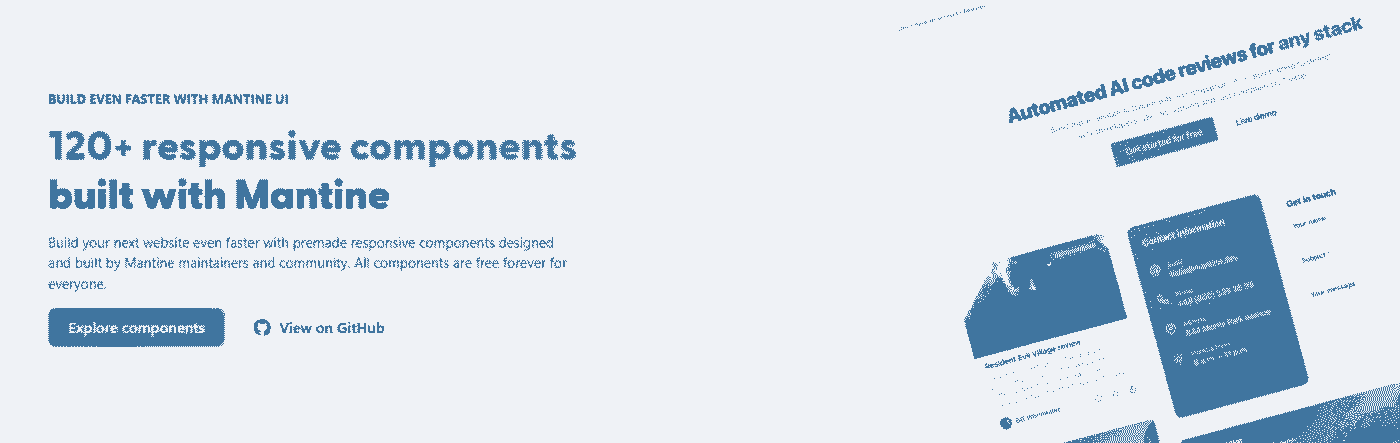 BUILD EVEN FASTER WITH MANTINE UI
120+ responsive components
built with Mantine
Build your next website even faster with premade responsive components designed
and built by Mantine maintainers and community. All components are free forever for
everyone.
Explore components
View on GitHub
Automated AI code reviews for any stack
Get started for free
Live demo
Contact information
Get in touch
Your name
Subject
Your message
Resident Evil Village review